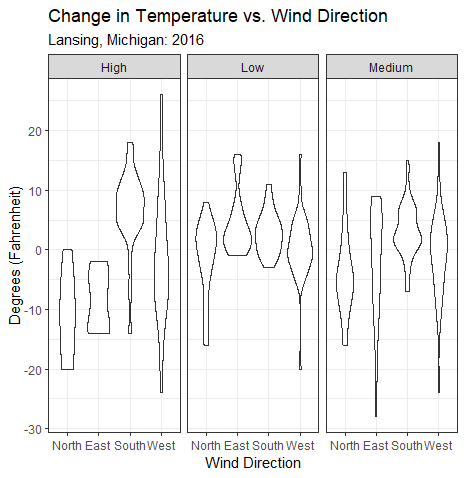 Change in Temperature vs. Wind Direction
Lansing, Michigan: 2016
High Low Medium
20
10
0
-10
-20
-30
Degrees (Fahrenheit)
North East South West North East South West North East South West
Wind Direction